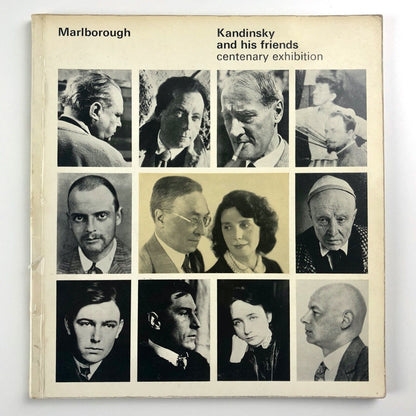 Marlborough
Kandinsky
and his friends
centenary exhibition